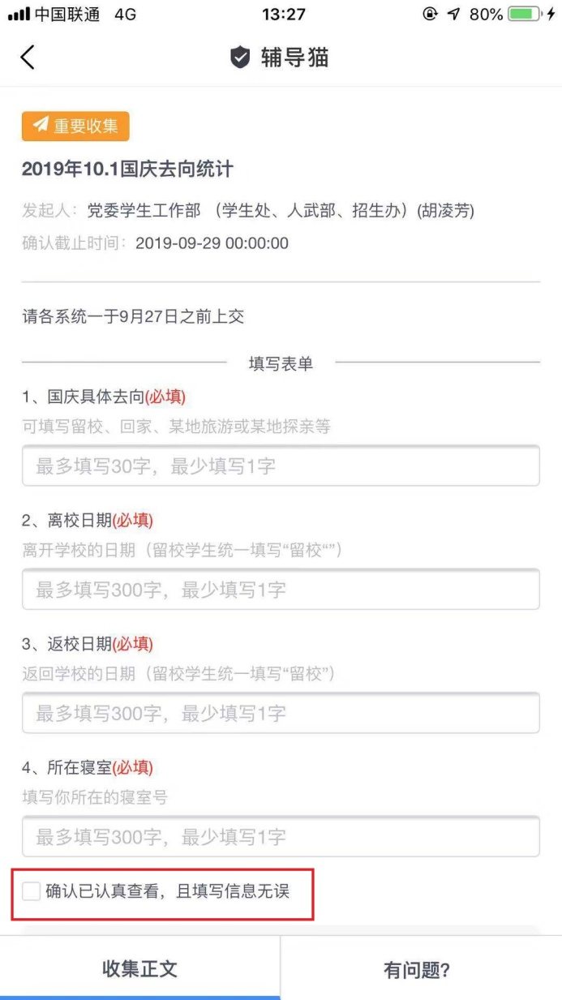 中国联通 4G 13:27 80%
辅导猫
重要收集
2019年10.1国庆去向统计
发起人：党委学生工作部 （学生处、人武部、招生办）(胡凌芳)
确认截止时间：2019-09-29 00:00:00
请各系统一于9月27日之前上交
填写表单
1、国庆具体去向(必填)
可填写留校、回家、某地旅游或某地探亲等
最多填写30字，最少填写1字
2、离校日期(必填)
离开学校的日期（留校学生统一填写“留校“”）
最多填写300字，最少填写1字
3、返校日期(必填)
返回学校的日期（留校学生统一填写“留校”）
最多填写300字，最少填写1字
4、所在寝室(必填)
填写你所在的寝室号
最多填写300字，最少填写1字
确认已认真查看，且填写信息无误
收集正文 有问题?